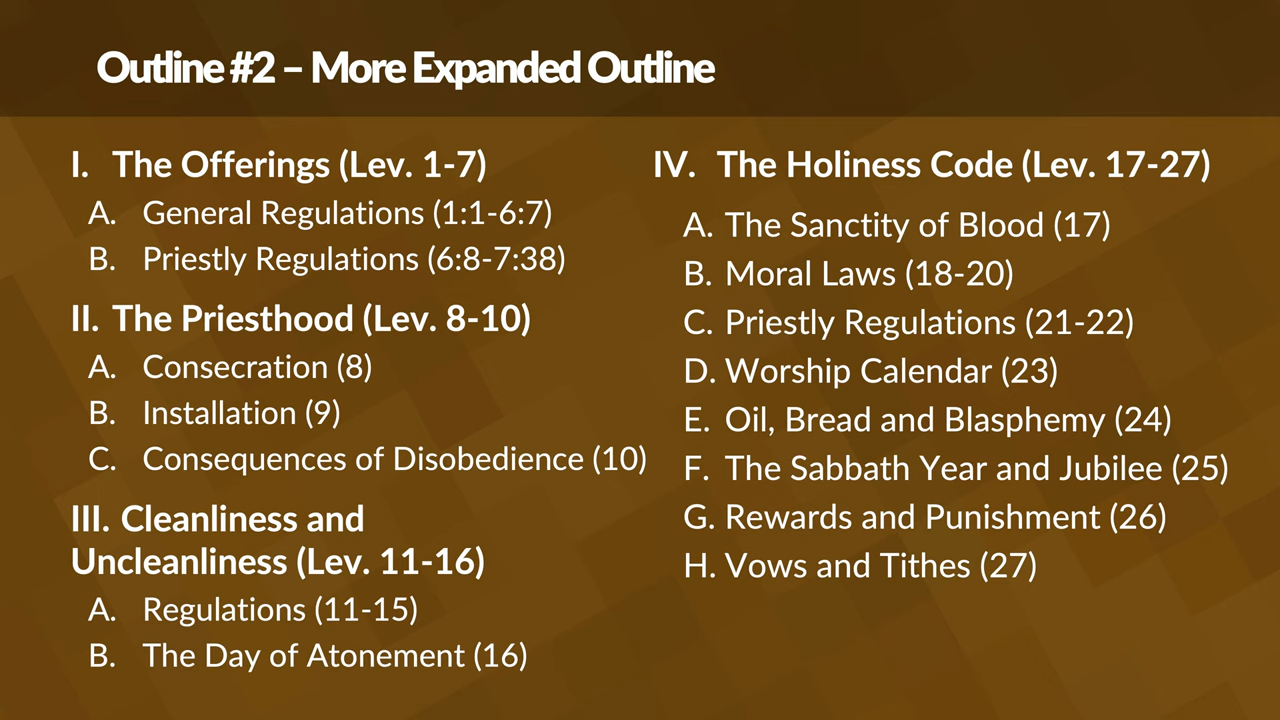 Outline #2 – More Expanded Outline
I. The Offerings (Lev. 1-7)
A. General Regulations (1:1-6:7)
B. Priestly Regulations (6:8-7:38)
II. The Priesthood (Lev. 8-10)
A. Consecration (8)
B. Installation (9)
C. Consequences of Disobedience (10)
III. Cleanliness and
Uncleanliness (Lev. 11-16)
A. Regulations (11-15)
B. The Day of Atonement (16)
IV. The Holiness Code (Lev. 17-27)
A. The Sanctity of Blood (17)
B. Moral Laws (18-20)
C. Priestly Regulations (21-22)
D. Worship Calendar (23)
E. Oil, Bread and Blasphemy (24)
F. The Sabbath Year and Jubilee (25)
G. Rewards and Punishment (26)
H. Vows and Tithes (27)